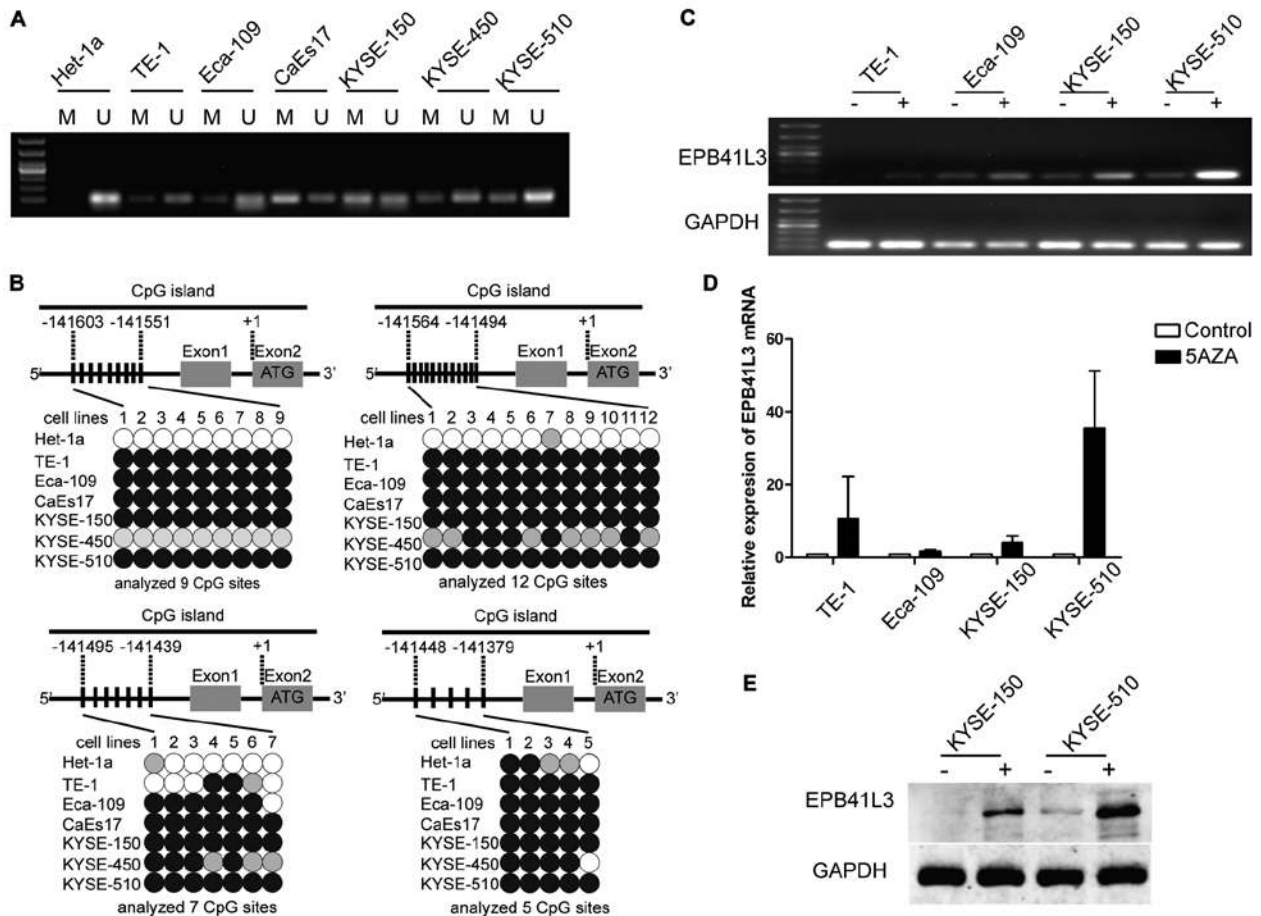 A
Het-1a TE-1 Eca-109 CaEs17 KYSE-150 KYSE-450 KYSE-510
M U M U M U M U M U M U M U
B
CpG island
-141603 -141551 +1
Exon1 Exon2
5' ATG 3'
cell lines 1 2 3 4 5 6 7 8 9
Het-1a
TE-1
Eca-109
CaEs17
KYSE-150
KYSE-450
KYSE-510
analyzed 9 CpG sites
CpG island
-141564 -141494 +1
Exon1 Exon2
5' ATG 3'
cell lines 1 2 3 4 5 6 7 8 9 10 11 12
Het-1a
TE-1
Eca-109
CaEs17
KYSE-150
KYSE-450
KYSE-510
analyzed 12 CpG sites
CpG island
-141495 -141439 +1
Exon1 Exon2
5' ATG 3'
cell lines 1 2 3 4 5 6 7
Het-1a
TE-1
Eca-109
CaEs17
KYSE-150
KYSE-450
KYSE-510
analyzed 7 CpG sites
CpG island
-141448 -141379 +1
Exon1 Exon2
5' ATG 3'
cell lines 1 2 3 4 5
Het-1a
TE-1
Eca-109
CaEs17
KYSE-150
KYSE-450
KYSE-510
analyzed 5 CpG sites
C
TE-1 Eca-109 KYSE-150 KYSE-510
- + - + - + - +
EPB41L3
GAPDH
D
Relative expresion of EPB41L3 mRNA
60
40
20
0
Control
5AZA
TE-1 Eca-109 KYSE-150 KYSE-510
E
KYSE-150 KYSE-510
- + - +
EPB41L3
GAPDH